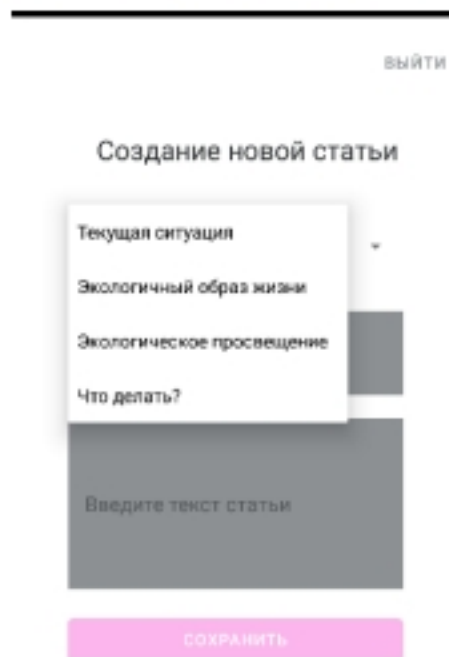 ВЫЙТИ
Создание новой статьи
Текущая ситуация
Экологичный образ жизни
Экологическое просвещение
Что делать?
Введите текст статьи
СОХРАНИТЬ